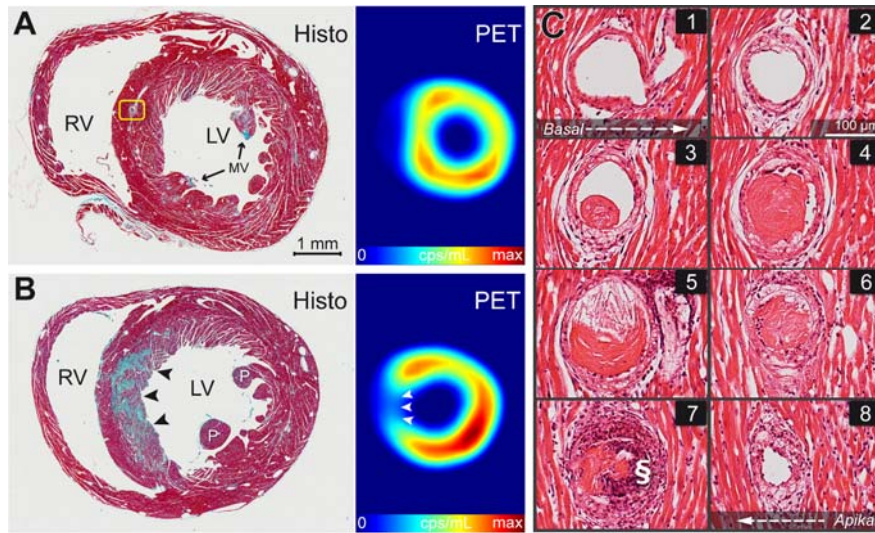 A
Histo
PET
RV
LV
MV
1 mm
0 cps/mL max
B
Histo
PET
RV
LV
P
P
0 cps/mL max
C
1
2
Basal
100 µm
3
4
5
6
7
8
§
Apikal